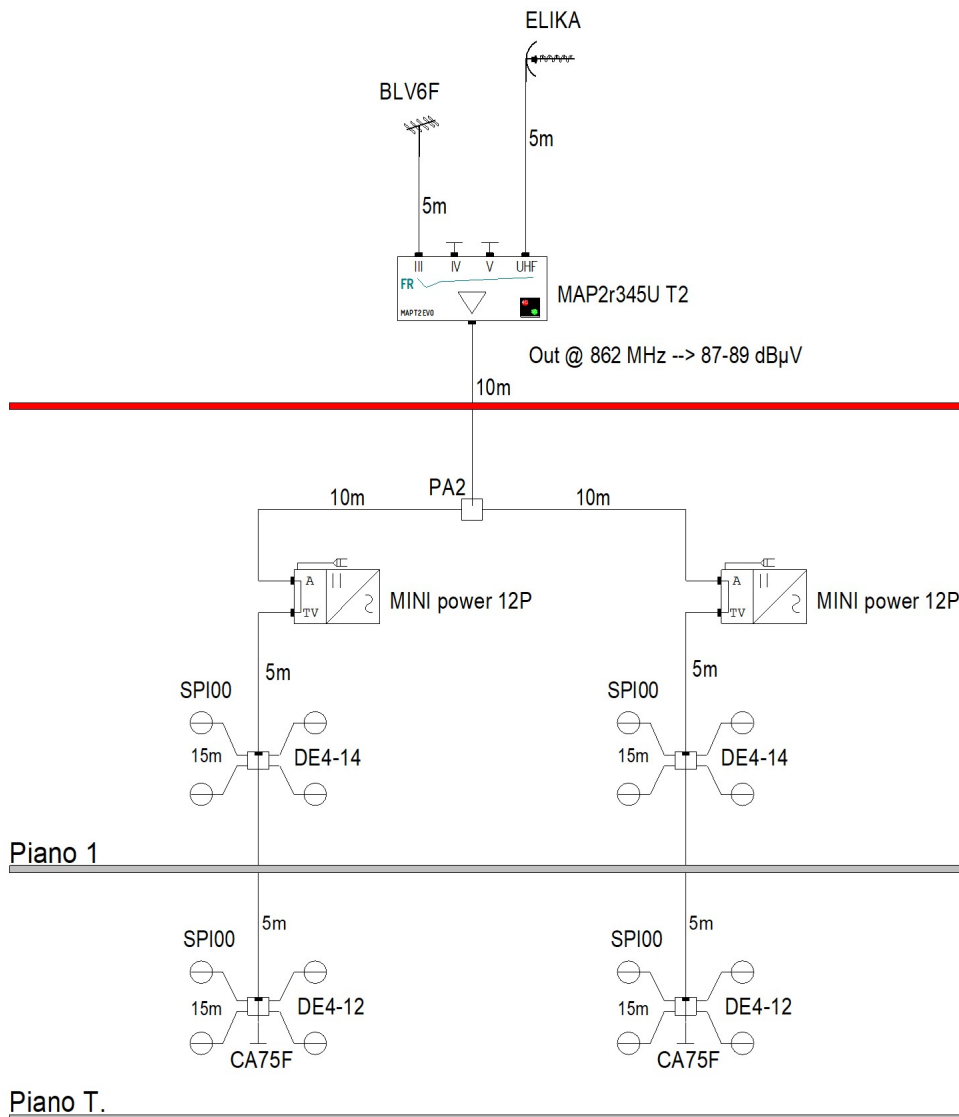 ELIKA
BLV6F
5m
5m
III IV V UHF
FR
MAP T2 EVO
MAP2r345U T2
Out @ 862 MHz --> 87-89 dBµV
10m
PA2
10m 10m
A
TV
MINI power 12P
A
TV
MINI power 12P
5m 5m
SPI00 SPI00
15m DE4-14 15m DE4-14
Piano 1
5m 5m
SPI00 SPI00
15m DE4-12 15m DE4-12
CA75F CA75F
Piano T.